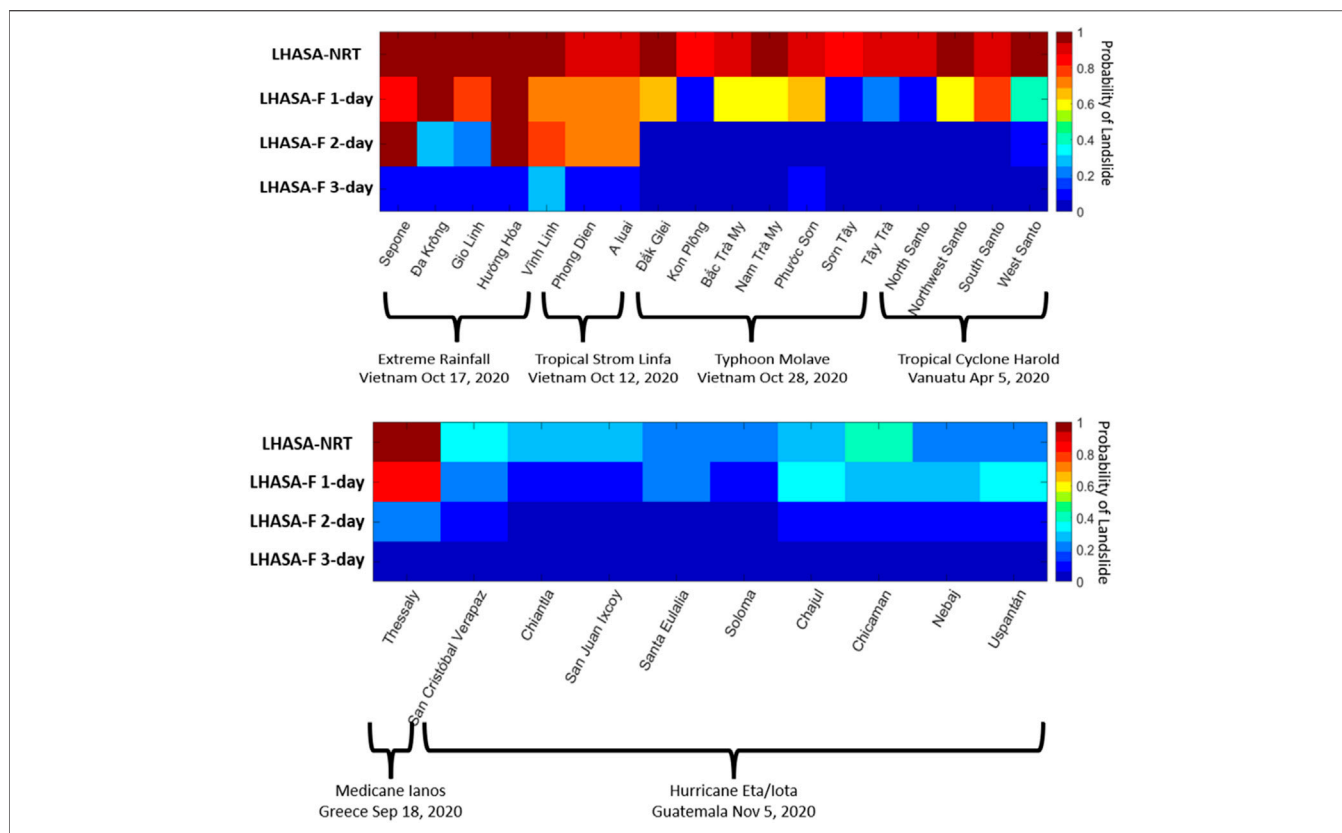 LHASA-NRT
LHASA-F 1-day
LHASA-F 2-day
LHASA-F 3-day
1
0.8
0.6
0.4
0.2
0
Probability of Landslide
Sepone
Đa Krông
Gio Linh
Hướng Hóa
Vĩnh Linh
Phong Dien
A luai
Đắk Glei
Kon Plông
Bắc Trà My
Nam Trà My
Phước Sơn
Sơn Tây
Tây Trà
North Santo
Northwest Santo
South Santo
West Santo
Extreme Rainfall
Vietnam Oct 17, 2020
Tropical Strom Linfa
Vietnam Oct 12, 2020
Typhoon Molave
Vietnam Oct 28, 2020
Tropical Cyclone Harold
Vanuatu Apr 5, 2020
LHASA-NRT
LHASA-F 1-day
LHASA-F 2-day
LHASA-F 3-day
1
0.8
0.6
0.4
0.2
0
Probability of Landslide
Thessaly
San Cristóbal Verapaz
Chiantla
San Juan Ixcoy
Santa Eulalia
Soloma
Chajul
Chicaman
Nebaj
Uspantán
Medicane Ianos
Greece Sep 18, 2020
Hurricane Eta/Iota
Guatemala Nov 5, 2020